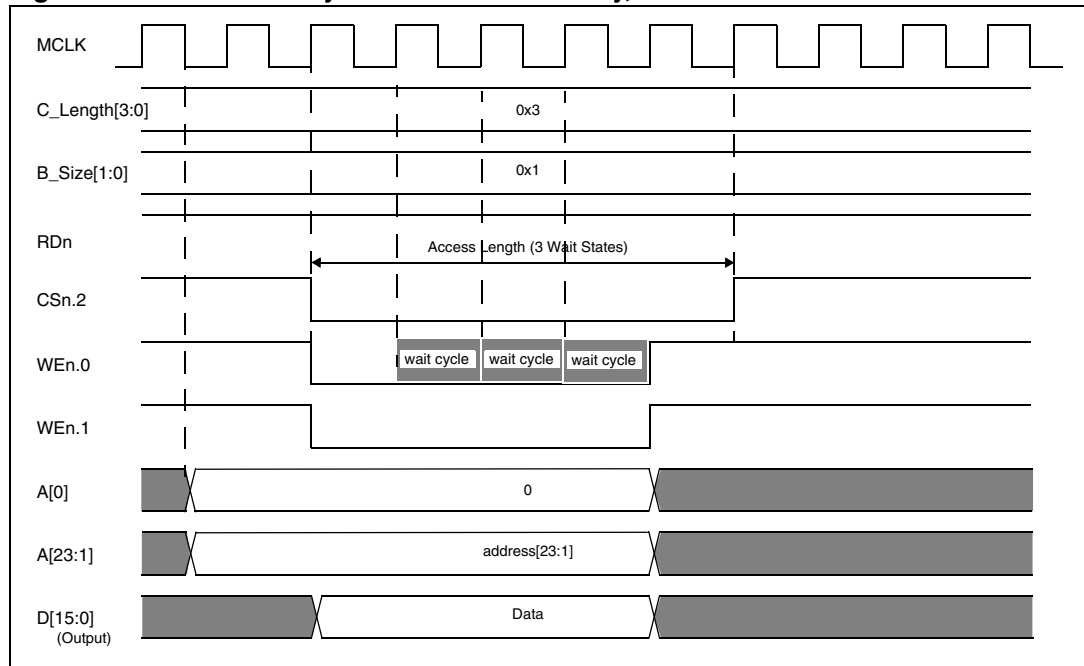 MCLK
C_Length[3:0]
0x3
B_Size[1:0]
0x1
RDn
Access Length (3 Wait States)
CSn.2
WEn.0
wait cycle
wait cycle
wait cycle
WEn.1
A[0]
0
A[23:1]
address[23:1]
D[15:0]
Data
(Output)